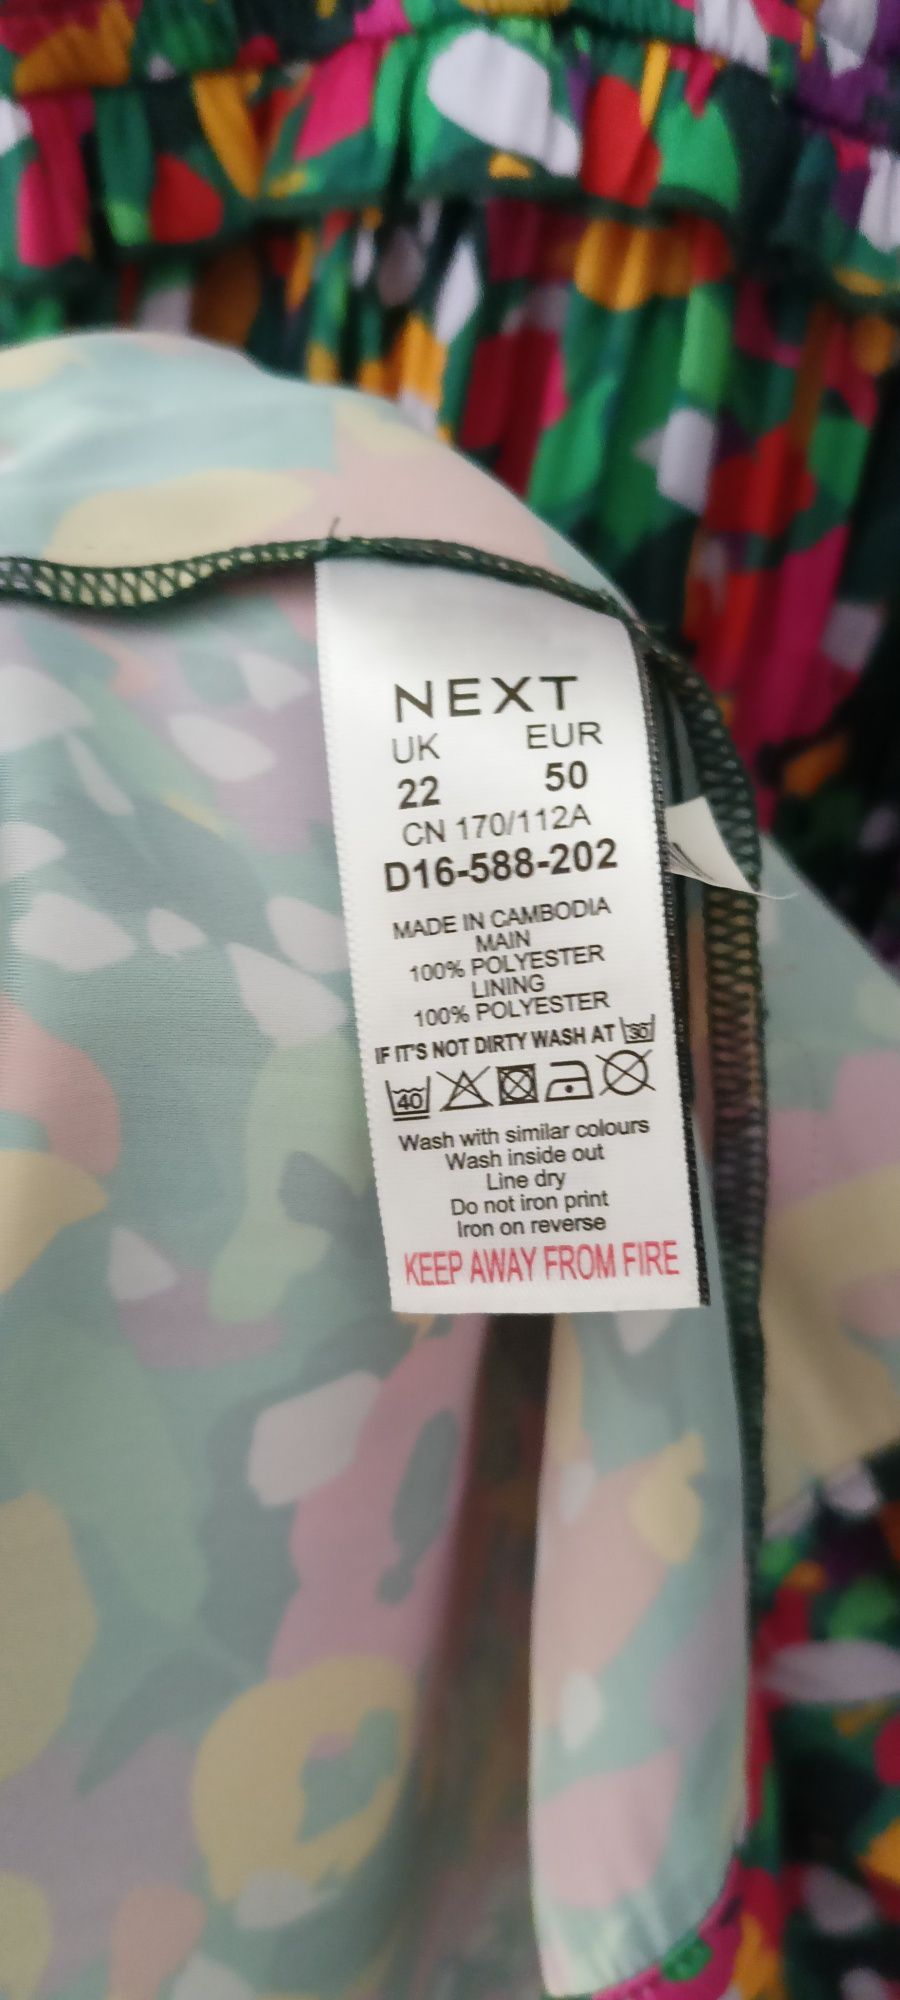 NEXT
UK EUR
22 50
CN 170/112A
D16-588-202
MADE IN CAMBODIA
MAIN
100% POLYESTER
LINING
100% POLYESTER
IF IT'S NOT DIRTY WASH AT 30
40
Wash with similar colours
Wash inside out
Line dry
Do not iron print
Iron on reverse
KEEP AWAY FROM FIRE